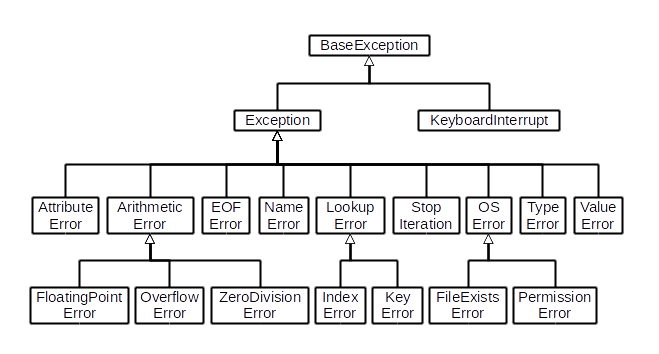 BaseException
Exception
KeyboardInterrupt
Attribute
Error
Arithmetic
Error
EOF
Error
Name
Error
Lookup
Error
Stop
Iteration
OS
Error
Type
Error
Value
Error
FloatingPoint
Error
Overflow
Error
ZeroDivision
Error
Index
Error
Key
Error
FileExists
Error
Permission
Error